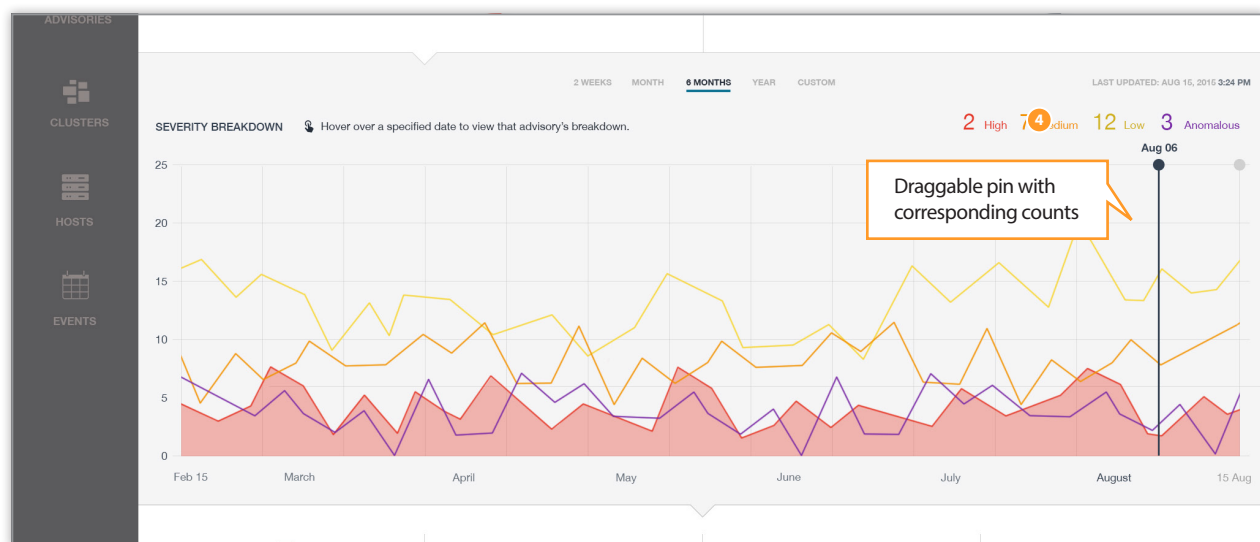 ADVISORIES
CLUSTERS
HOSTS
EVENTS
2 WEEKS MONTH 6 MONTHS YEAR CUSTOM
LAST UPDATED: AUG 15, 2015 3:24 PM
SEVERITY BREAKDOWN Hover over a specified date to view that advisory's breakdown.
2 High 7 4 dium 12 Low 3 Anomalous
Aug 06
Draggable pin with
corresponding counts
25
20
15
10
5
0
Feb 15 March April May June July August 15 Aug